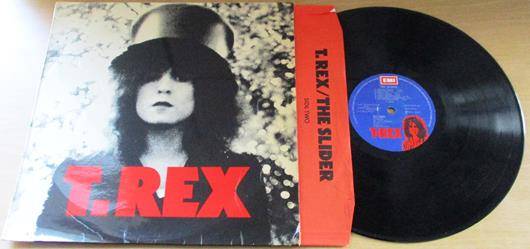 T.REX
T. REX/THE SLIDER
SIDE TWO
EMI
T.REX